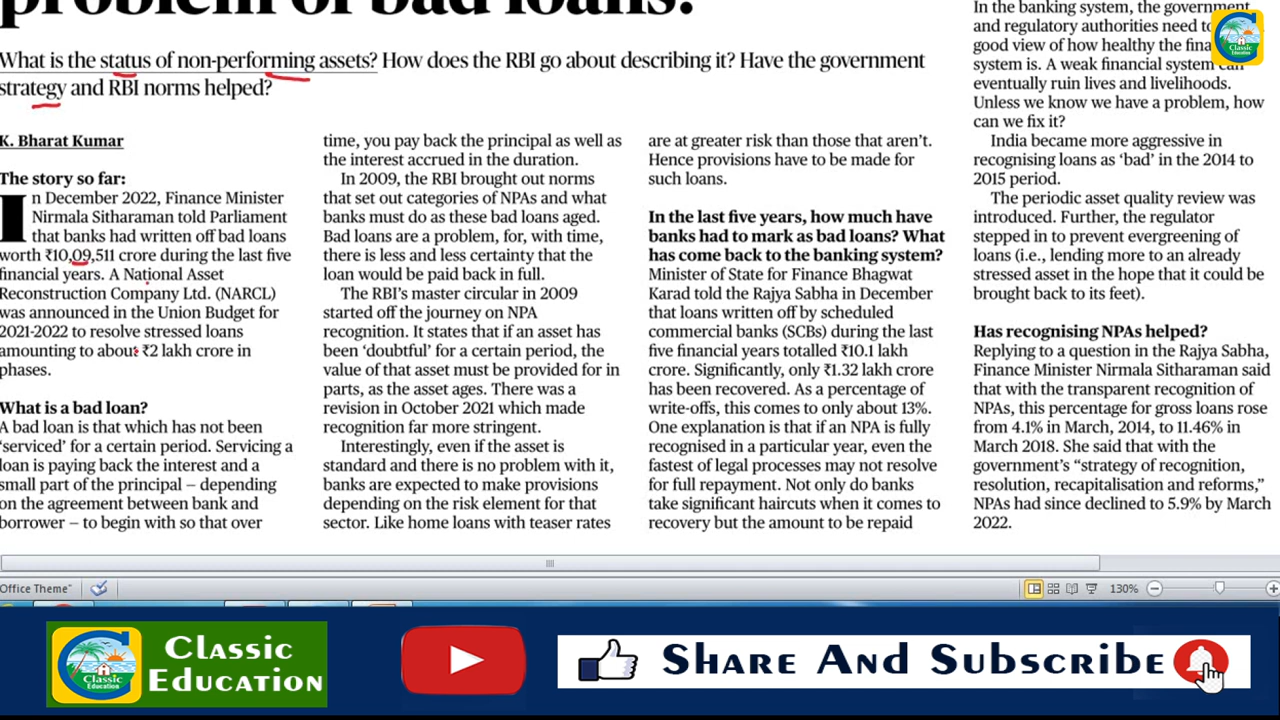 problem of bad loans?
What is the status of non-performing assets? How does the RBI go about describing it? Have the government
strategy and RBI norms helped?
K. Bharat Kumar
The story so far:
In December 2022, Finance Minister
Nirmala Sitharaman told Parliament
that banks had written off bad loans
worth ₹10,09,511 crore during the last five
financial years. A National Asset
Reconstruction Company Ltd. (NARCL)
was announced in the Union Budget for
2021-2022 to resolve stressed loans
amounting to about ₹2 lakh crore in
phases.
What is a bad loan?
A bad loan is that which has not been
‘serviced’ for a certain period. Servicing a
loan is paying back the interest and a
small part of the principal — depending
on the agreement between bank and
borrower — to begin with so that over
time, you pay back the principal as well as
the interest accrued in the duration.
In 2009, the RBI brought out norms
that set out categories of NPAs and what
banks must do as these bad loans aged.
Bad loans are a problem, for, with time,
there is less and less certainty that the
loan would be paid back in full.
The RBI’s master circular in 2009
started off the journey on NPA
recognition. It states that if an asset has
been ‘doubtful’ for a certain period, the
value of that asset must be provided for in
parts, as the asset ages. There was a
revision in October 2021 which made
recognition far more stringent.
Interestingly, even if the asset is
standard and there is no problem with it,
banks are expected to make provisions
depending on the risk element for that
sector. Like home loans with teaser rates
are at greater risk than those that aren’t.
Hence provisions have to be made for
such loans.
In the last five years, how much have
banks had to mark as bad loans? What
has come back to the banking system?
Minister of State for Finance Bhagwat
Karad told the Rajya Sabha in December
that loans written off by scheduled
commercial banks (SCBs) during the last
five financial years totalled ₹10.1 lakh
crore. Significantly, only ₹1.32 lakh crore
has been recovered. As a percentage of
write-offs, this comes to only about 13%.
One explanation is that if an NPA is fully
recognised in a particular year, even the
fastest of legal processes may not resolve
for full repayment. Not only do banks
take significant haircuts when it comes to
recovery but the amount to be repaid
In the banking system, the government
and regulatory authorities need to
good view of how healthy the
system is. A weak financial system can
eventually ruin lives and livelihoods.
Unless we know we have a problem, how
can we fix it?
India became more aggressive in
recognising loans as ‘bad’ in the 2014 to
2015 period.
The periodic asset quality review was
introduced. Further, the regulator
stepped in to prevent evergreening of
loans (i.e., lending more to an already
stressed asset in the hope that it could be
brought back to its feet).
Has recognising NPAs helped?
Replying to a question in the Rajya Sabha,
Finance Minister Nirmala Sitharaman said
that with the transparent recognition of
NPAs, this percentage for gross loans rose
from 4.1% in March, 2014, to 11.46% in
March 2018. She said that with the
government’s “strategy of recognition,
resolution, recapitalisation and reforms,”
NPAs had since declined to 5.9% by March
2022.
Classic
Education
Office Theme"
130%
Classic
Education
Classic
Education
Share And Subscribe